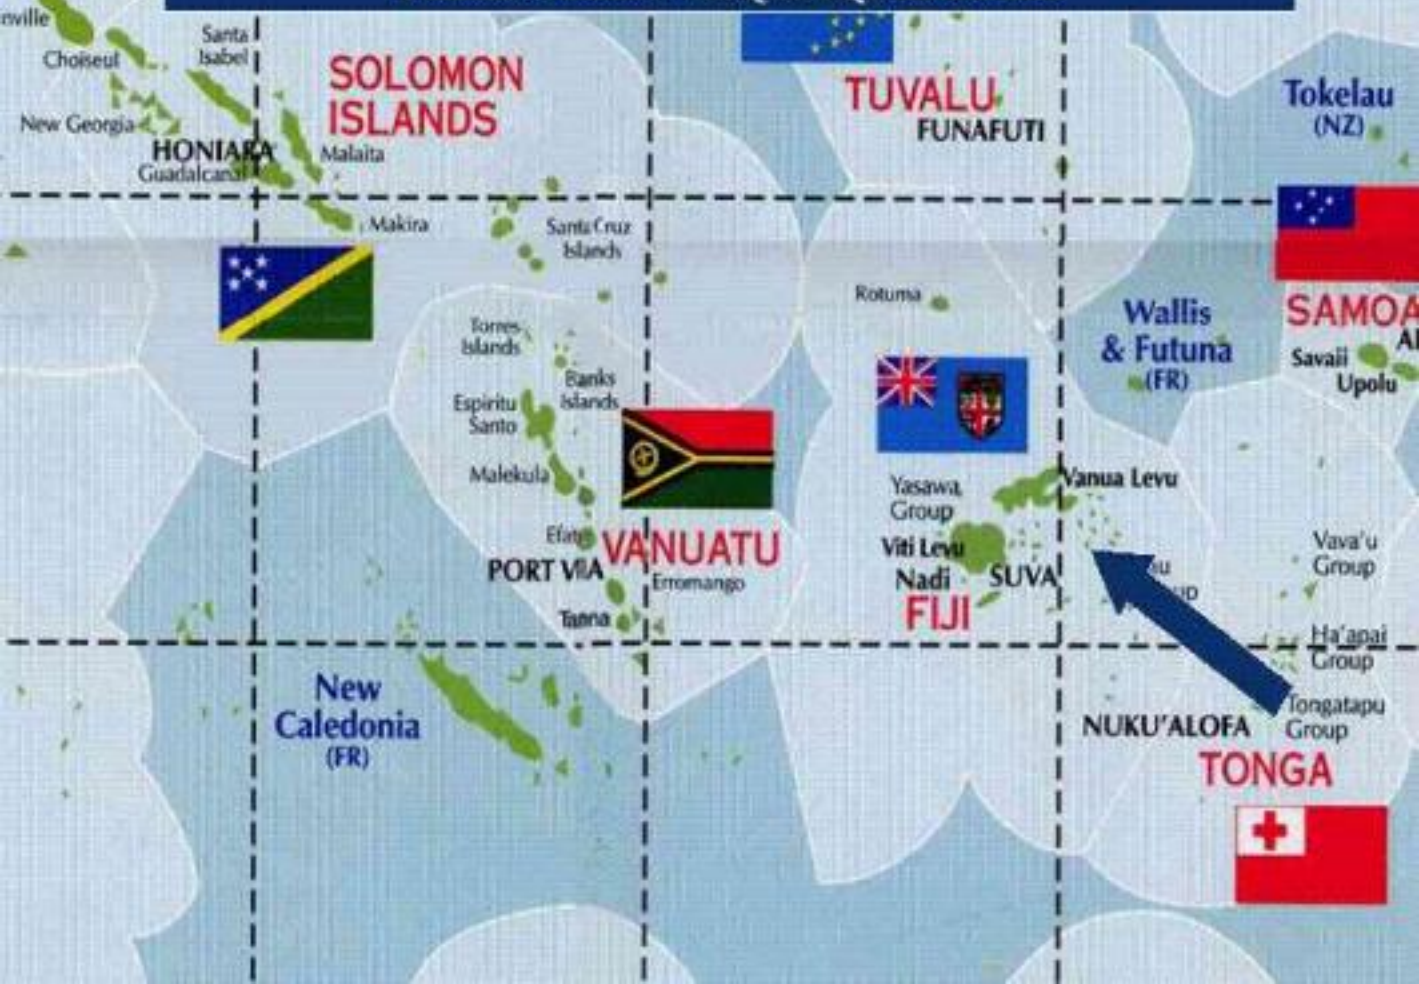 Choiseul
Santa
Isabel
New Georgia
HONIARA
Guadalcanal
Malaita
SOLOMON
ISLANDS
TUVALU
FUNAFUTI
Tokelau
(NZ)
Makira
Santa Cruz
Islands
Rotuma
Torres
Islands
Banks
Islands
Espiritu
Santo
Malekula
Efate
PORT VILA
VANUATU
Erromango
Tanna
Wallis
& Futuna
(FR)
SAMOA
Savaii
Upolu
Yasawa
Group
Vanua Levu
Viti Levu
Nadi
SUVA
FIJI
Vava'u
Group
Ha'apai
Group
Tongatapu
Group
NUKU'ALOFA
TONGA
New
Caledonia
(FR)